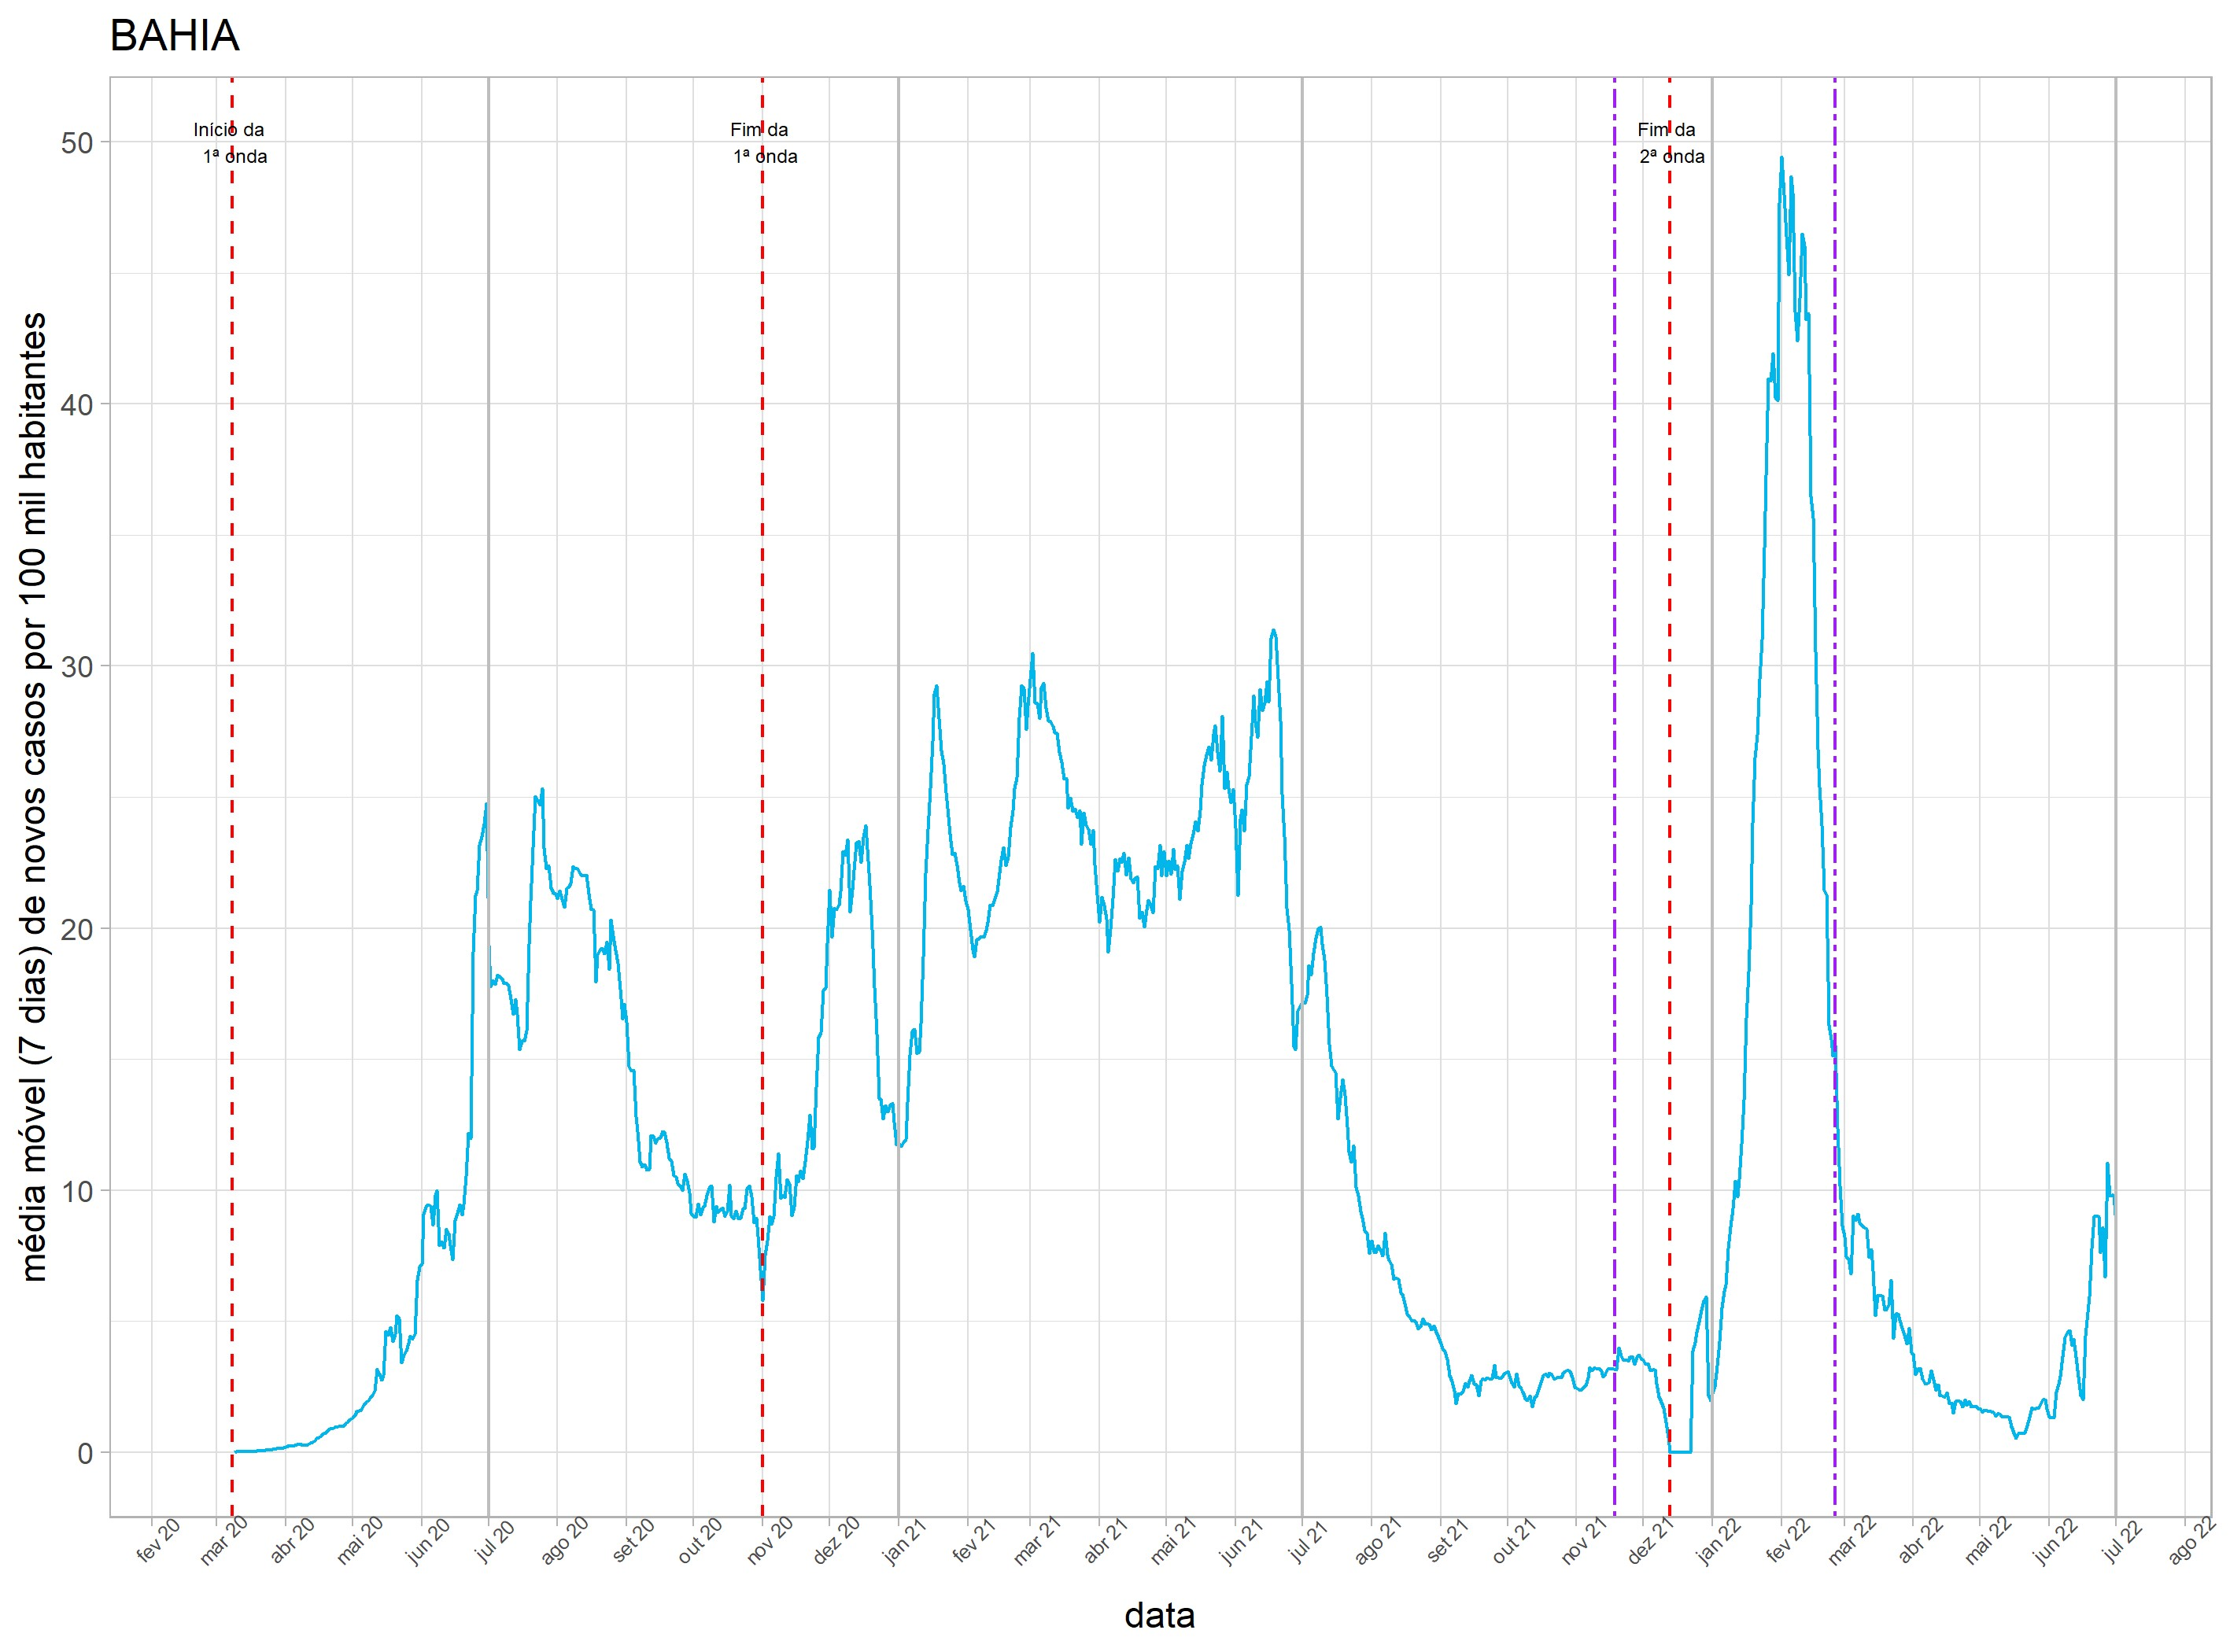 BAHIA
média móvel (7 dias) de novos casos por 100 mil habitantes
50
40
30
20
10
0
Início da
1ª onda
Fim da
1ª onda
Fim da
2ª onda
fev 20
mar 20
abr 20
mai 20
jun 20
jul 20
ago 20
set 20
out 20
nov 20
dez 20
jan 21
fev 21
mar 21
abr 21
mai 21
jun 21
jul 21
ago 21
set 21
out 21
nov 21
dez 21
jan 22
fev 22
mar 22
abr 22
mai 22
jun 22
jul 22
ago 22
data